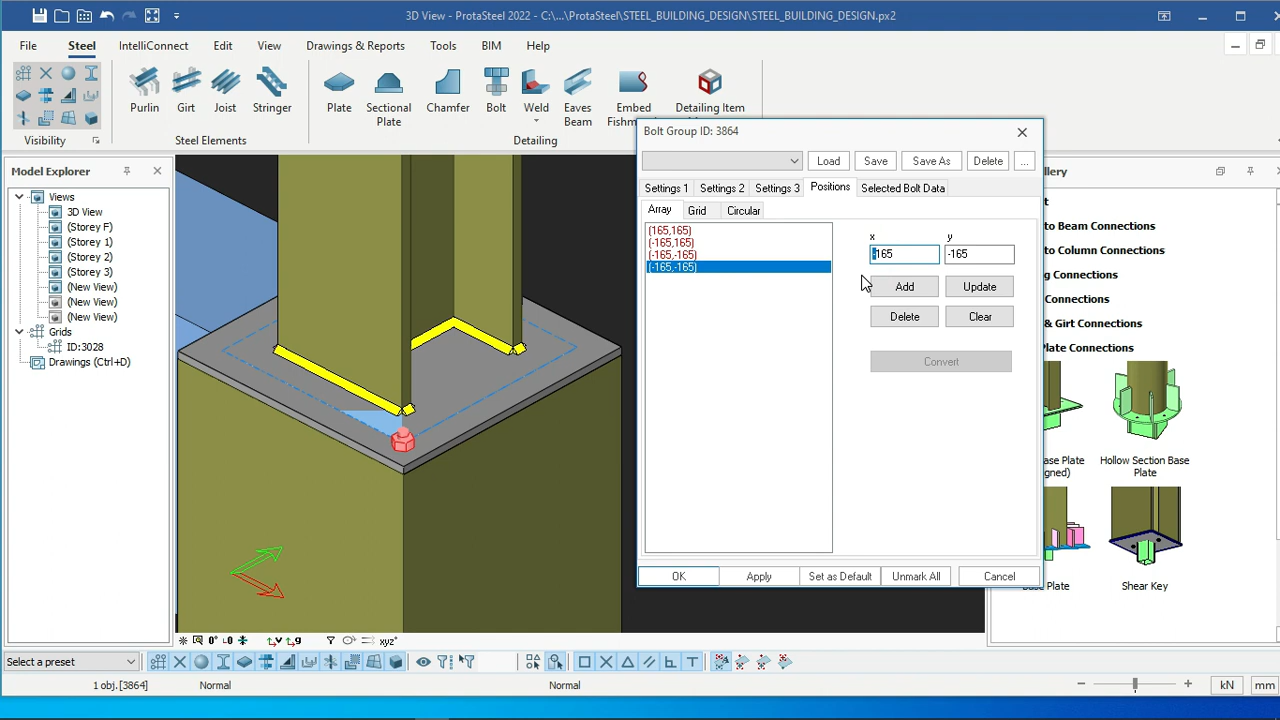 3D View - ProtaSteel 2022 - C:\...\ProtaSteel\STEEL_BUILDING_DESIGN\STEEL_BUILDING_DESIGN.px2
File Steel IntelliConnect Edit View Drawings & Reports Tools BIM Help
Purlin Girt Joist Stringer Plate Sectional Plate Chamfer Bolt Weld Eaves Beam Embed Fishm Detailing Item
Visibility Steel Elements Detailing
Bolt Group ID: 3864
Load Save Save As Delete ...
Settings 1 Settings 2 Settings 3 Positions Selected Bolt Data
Array Grid Circular
(165,165)
(-165,165)
(-165,-165)
(-165,-165)
x y
-165 -165
Add Update
Delete Clear
Convert
OK Apply Set as Default Unmark All Cancel
Model Explorer
Views
3D View
(Storey F)
(Storey 1)
(Storey 2)
(Storey 3)
(New View)
(New View)
(New View)
Grids
ID:3028
Drawings (Ctrl+D)
llery
t
to Beam Connections
to Column Connections
ng Connections
Connections
& Girt Connections
Plate Connections
ase Plate
gned)
Hollow Section Base
Plate
Base Plate
Shear Key
xyz
Select a preset
1 obj.[3864] Normal Normal kN mm